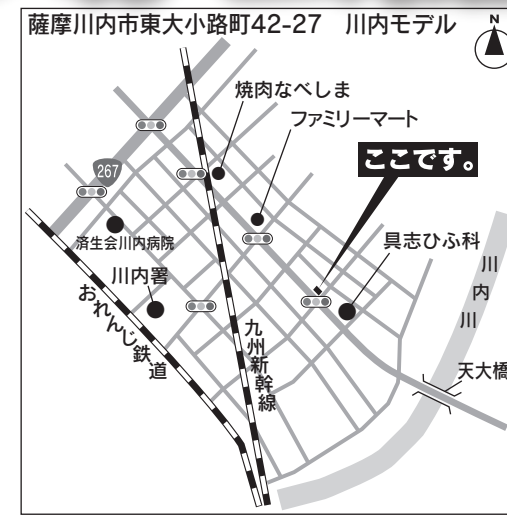 薩摩川内市東大小路町42-27　川内モデル
N
焼肉なべしま
ファミリーマート
267
ここです。
済生会川内病院
具志ひふ科
川内川
川内署
おれんじ鉄道
九州新幹線
天大橋